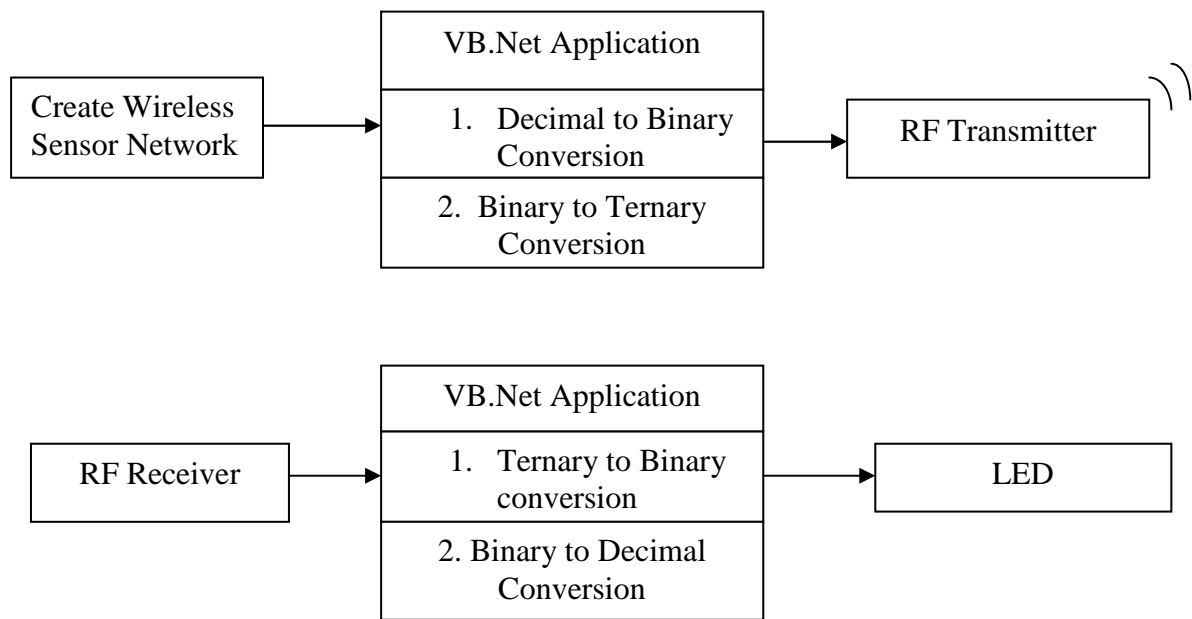 Create Wireless
Sensor Network
VB.Net Application
1. Decimal to Binary
Conversion
2. Binary to Ternary
Conversion
RF Transmitter
RF Receiver
VB.Net Application
1. Ternary to Binary
conversion
2. Binary to Decimal
Conversion
LED